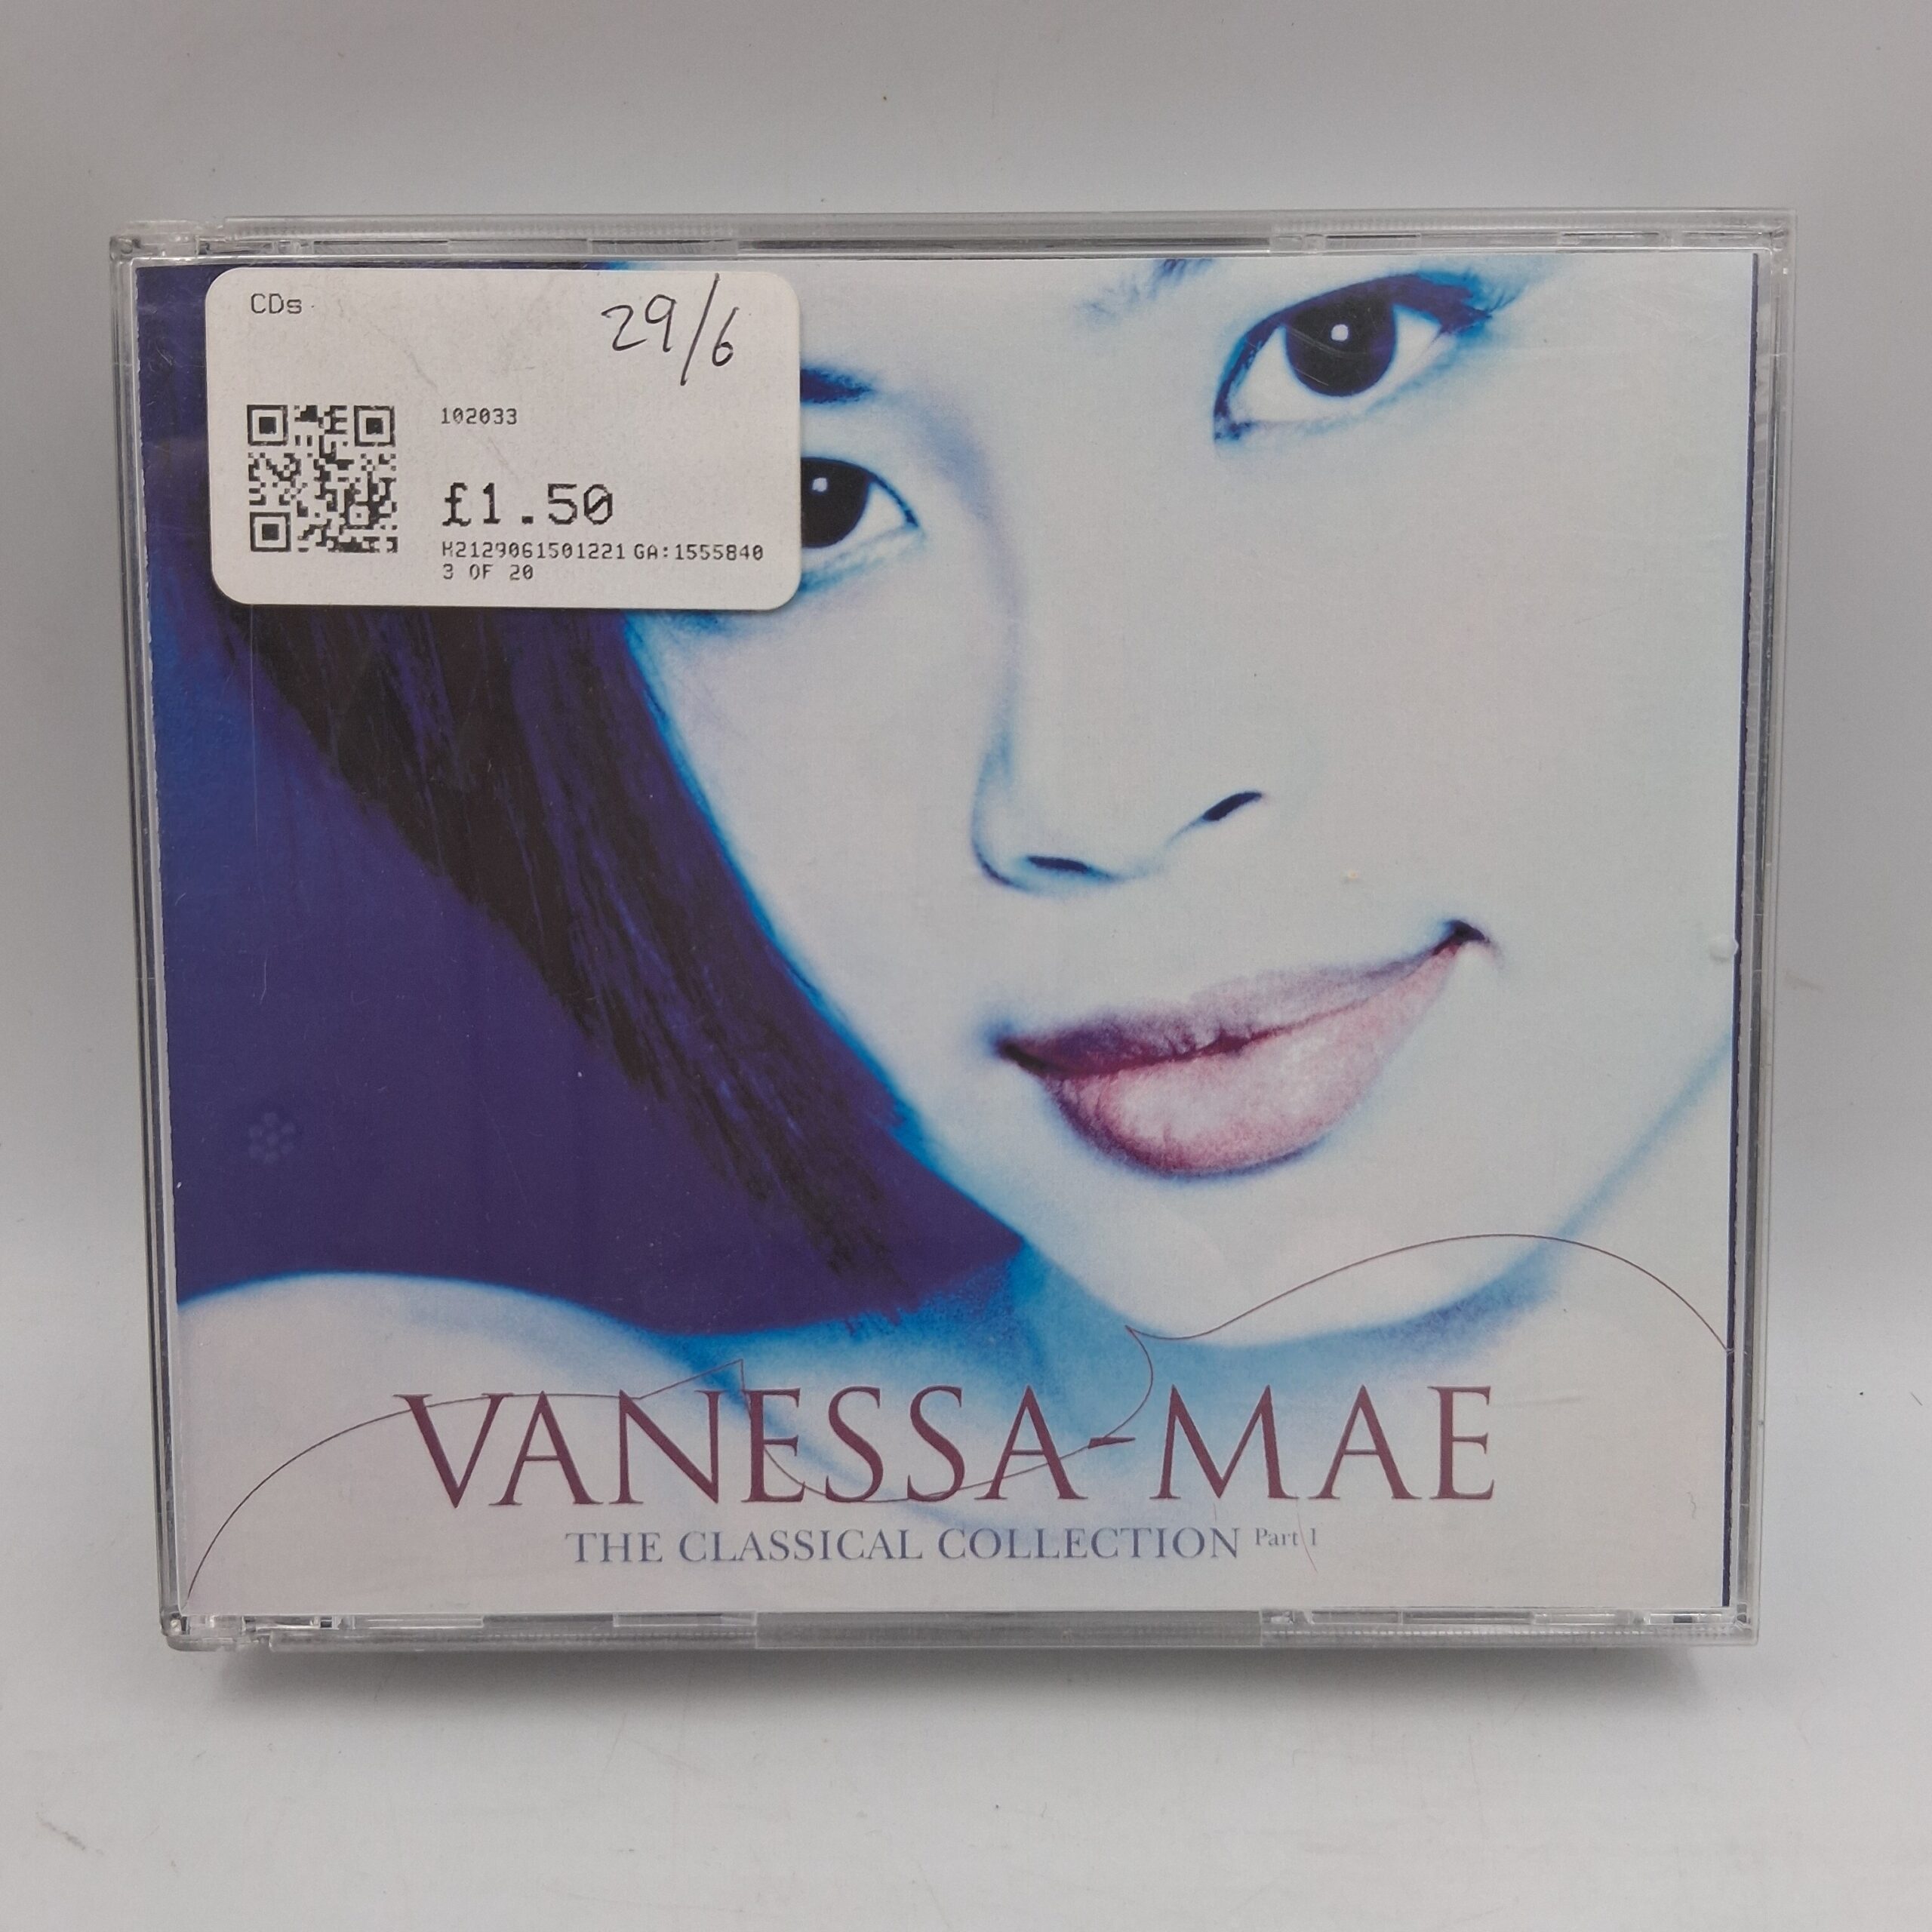 CDs
29/6
102033
£1.50
H2129061501221 GA:1555840
3 OF 20
VANESSA-MAE
THE CLASSICAL COLLECTION Part 1